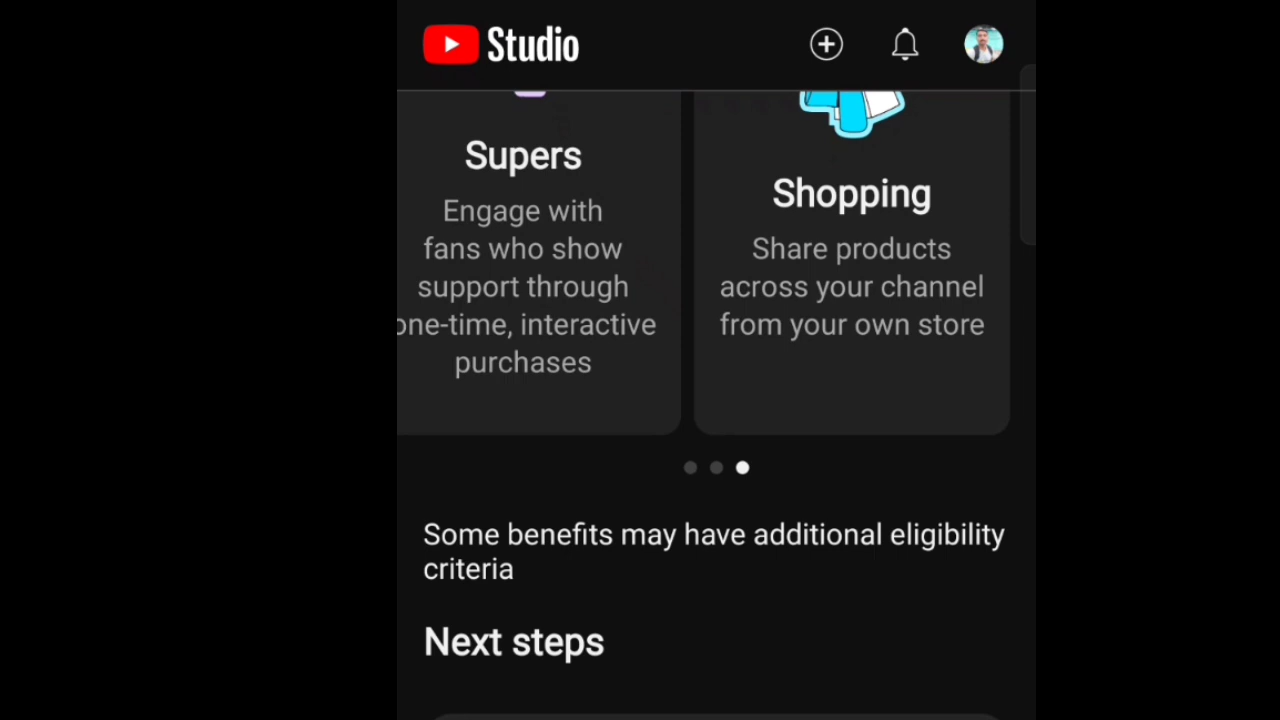 Studio
Supers
Engage with
fans who show
support through
one-time, interactive
purchases
Shopping
Share products
across your channel
from your own store
Some benefits may have additional eligibility
criteria
Next steps